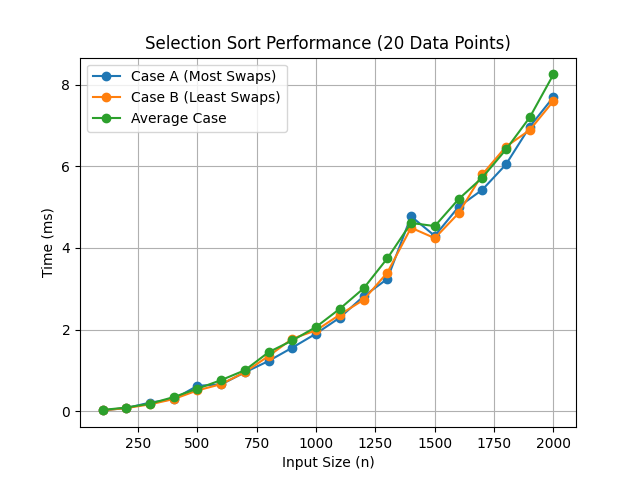 Selection Sort Performance (20 Data Points)
Case A (Most Swaps)
Case B (Least Swaps)
Average Case
Time (ms)
8
6
4
2
0
250 500 750 1000 1250 1500 1750 2000
Input Size (n)